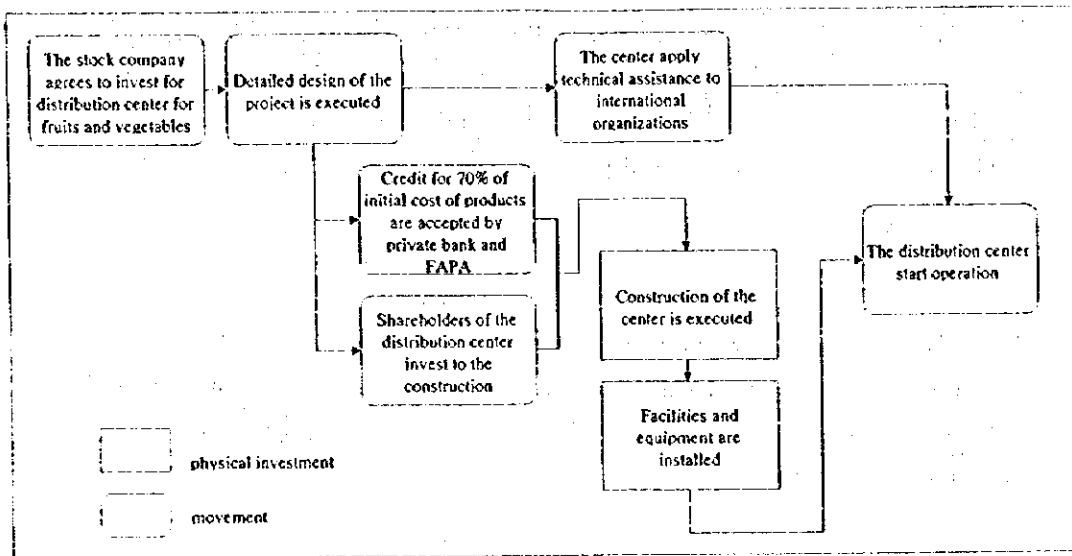 The stock company
agrees to invest for
distribution center for
fruits and vegetables
Detailed design of the
project is executed
The center apply
technical assistance to
international
organizations
Credit for 70% of
initial cost of products
are accepted by
private bank and
FAPA
Shareholders of the
distribution center
invest to the
construction
Construction of the
center is executed
Facilities and
equipment are
installed
The distribution center
start operation
physical investment
movement